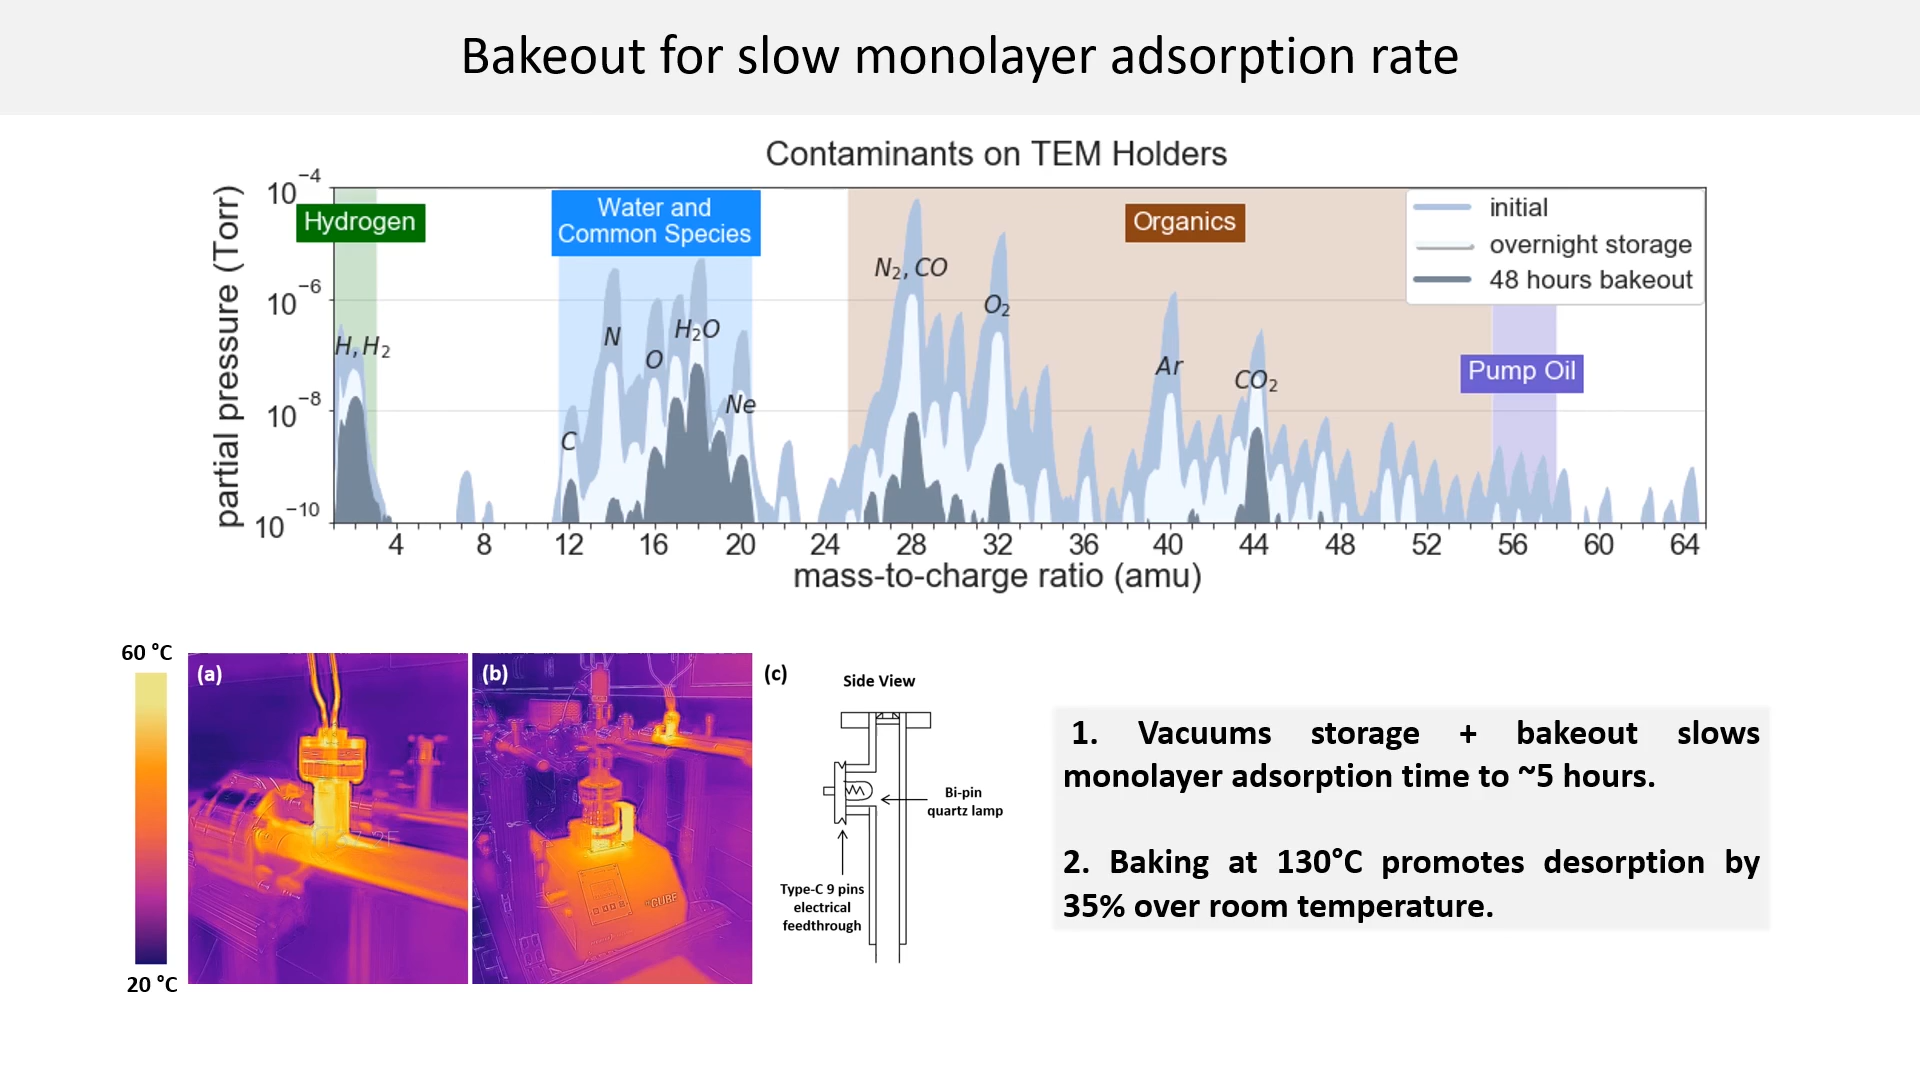 Bakeout for slow monolayer adsorption rate
Contaminants on TEM Holders
partial pressure (Torr)
10⁻⁴
10⁻⁶
10⁻⁸
10⁻¹⁰
Hydrogen
Water and
Common Species
Organics
Pump Oil
initial
overnight storage
48 hours bakeout
H, H₂
C
N
O
H₂O
Ne
N₂, CO
O₂
Ar
CO₂
4 8 12 16 20 24 28 32 36 40 44 48 52 56 60 64
mass-to-charge ratio (amu)
60 °C
20 °C
(a)
(b)
CUBE
(c)
Side View
Bi-pin
quartz lamp
Type-C 9 pins
electrical
feedthrough
1. Vacuums storage + bakeout slows
monolayer adsorption time to ~5 hours.
2. Baking at 130°C promotes desorption by
35% over room temperature.